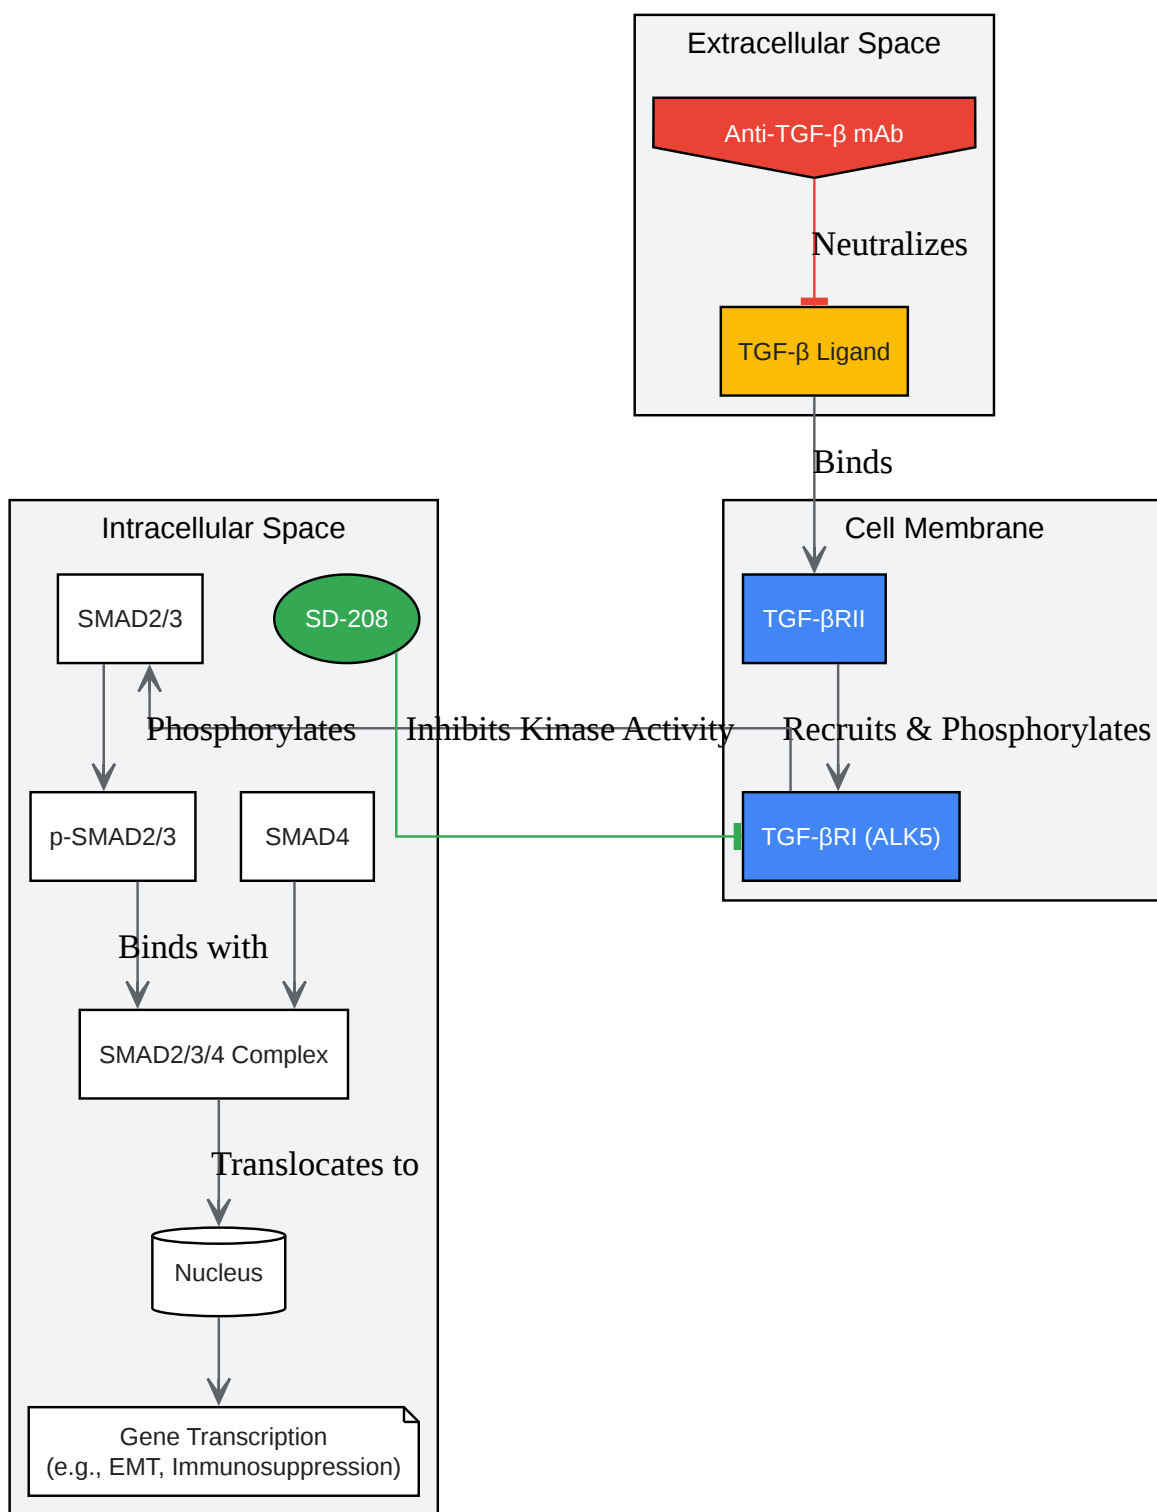 Extracellular Space
Anti-TGF-β mAb
Neutralizes
TGF-β Ligand
Binds
Intracellular Space
Cell Membrane
SMAD2/3
SD-208
TGF-βRII
Phosphorylates
Inhibits Kinase Activity
Recruits & Phosphorylates
p-SMAD2/3
SMAD4
TGF-βRI (ALK5)
Binds with
SMAD2/3/4 Complex
Translocates to
Nucleus
Gene Transcription
(e.g., EMT, Immunosuppression)